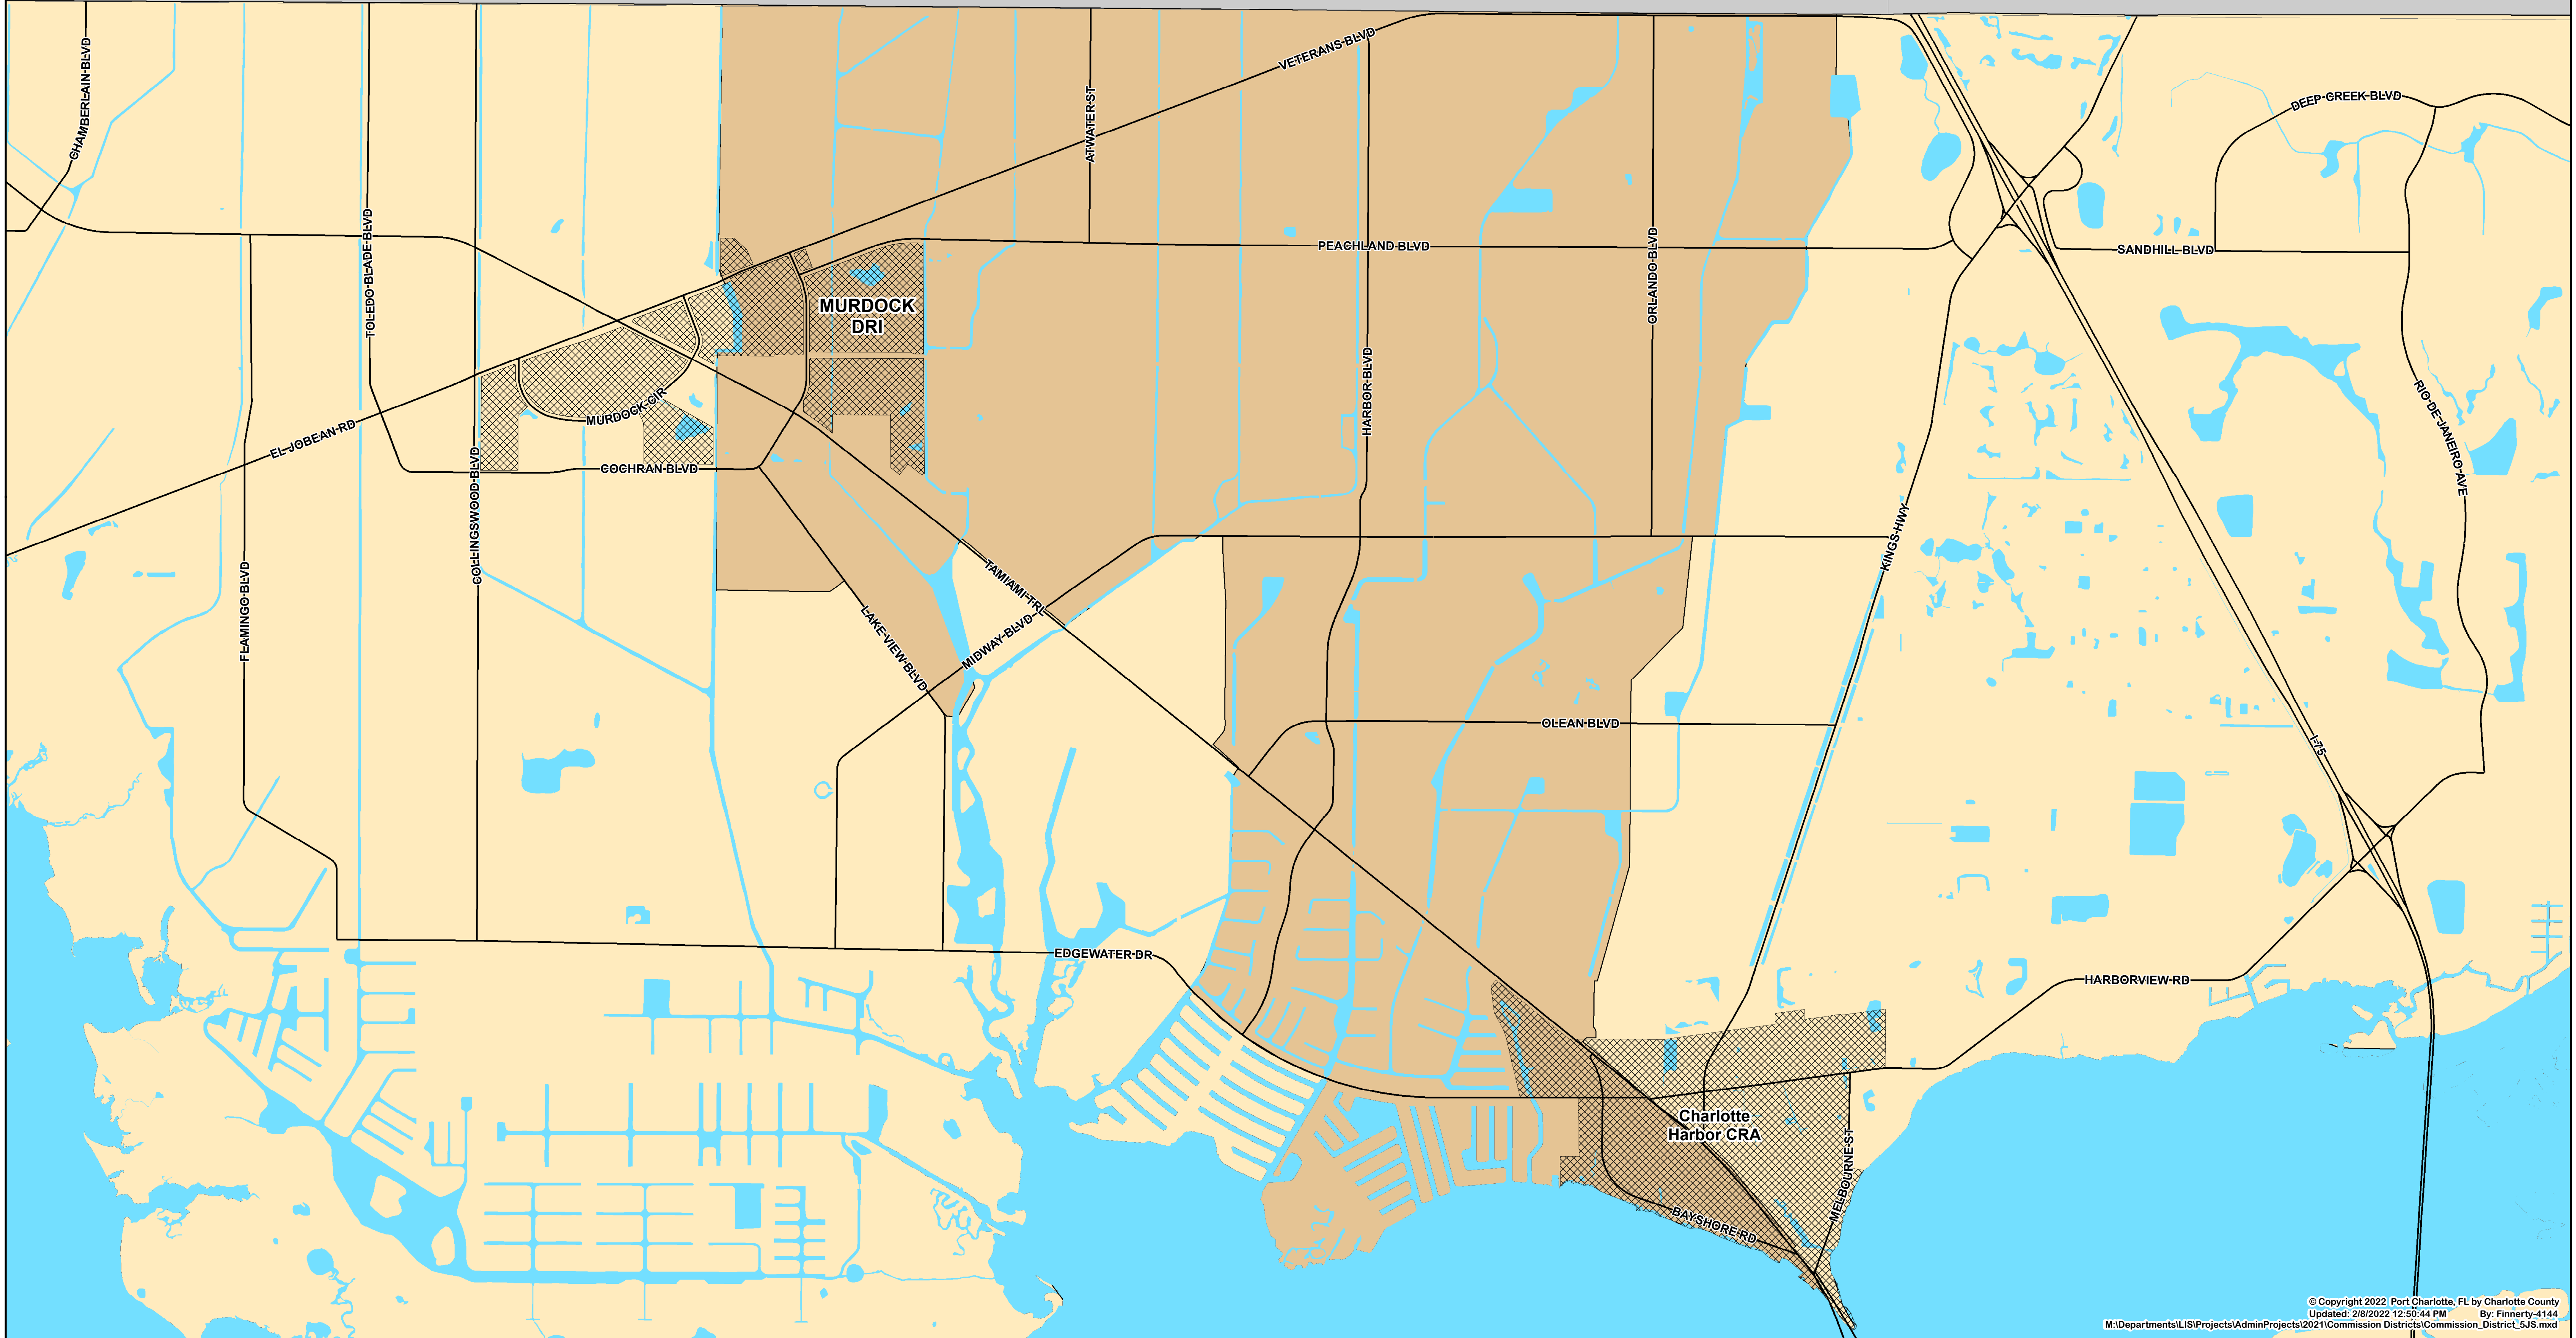 CHAMBERLAIN BLVD
ATWATER ST
VETERANS BLVD
DEEP CREEK BLVD
TOLEDO BLADE BLVD
PEACHLAND BLVD
ORLANDO BLVD
SANDHILL BLVD
MURDOCK
DRI
HARBOR BLVD
MURDOCK CIR
EL JOBEAN RD
RIO DE JANEIRO AVE
COCHRAN BLVD
COLLINGSWOOD BLVD
KINGS HWY
FLAMINGO BLVD
TAMIAMI TRL
LAKE VIEW BLVD
MIDWAY BLVD
OLEAN BLVD
I-75
EDGEWATER DR
HARBORVIEW RD
Charlotte
Harbor CRA
MELBOURNE ST
BAYSHORE RD
© Copyright 2022 Port Charlotte, FL by Charlotte County
Updated: 2/8/2022 12:50:44 PM By: Finnerty-4144
M:\Departments\LIS\Projects\AdminProjects\2021\Commission Districts\Commission_District_5JS.mxd